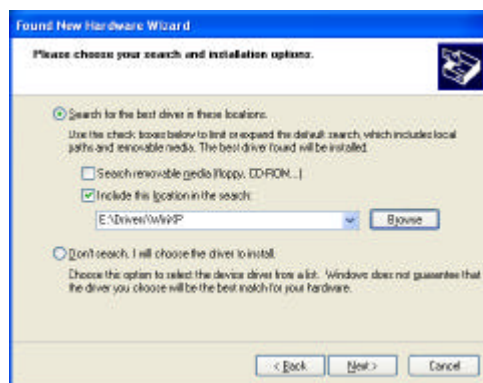 Found New Hardware Wizard
Please choose your search and installation options.
Search for the best driver in these locations.
Use the check boxes below to limit or expand the default search, which includes local
paths and removable media. The best driver found will be installed.
Search removable media (floppy, CD-ROM...)
Include this location in the search:
E:\Driver\WinXP
Browse
Don't search. I will choose the driver to install.
Choose this option to select the device driver from a list. Windows does not guarantee that
the driver you choose will be the best match for your hardware.
< Back
Next >
Cancel